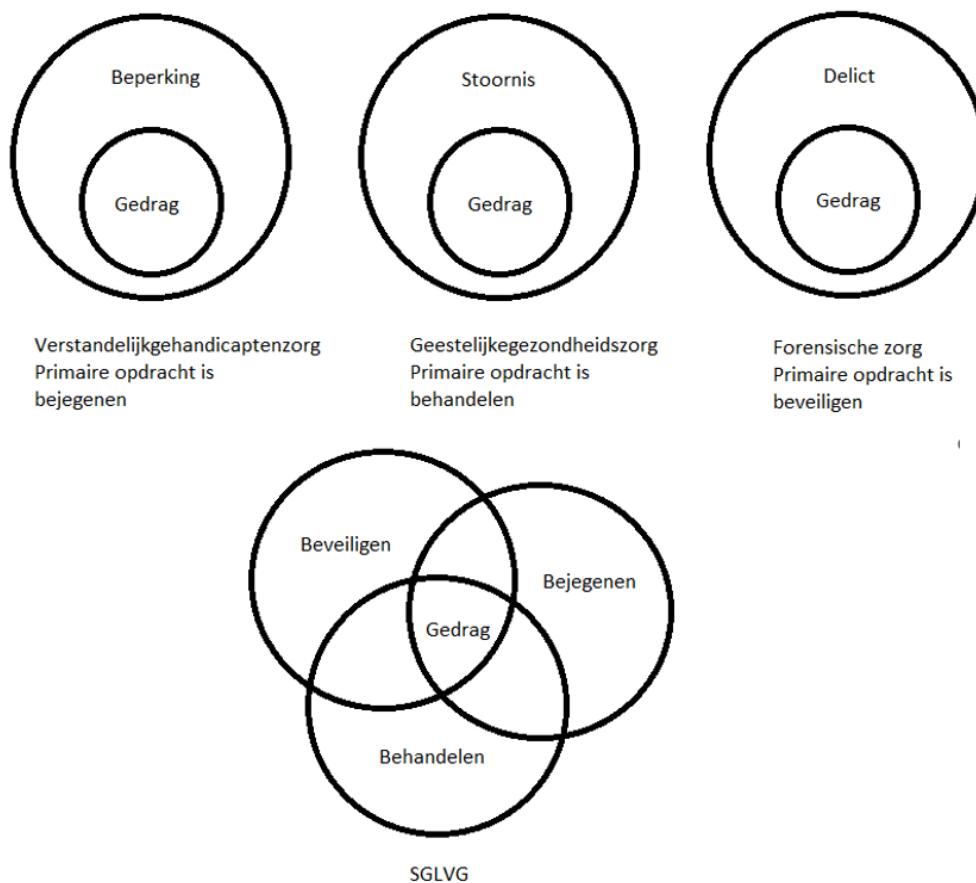 Beperking
Gedrag
Stoornis
Gedrag
Delict
Gedrag
Verstandelijkgehandicaptenzorg
Primaire opdracht is
bejegenen
Geestelijkegezondheidszorg
Primaire opdracht is
behandelen
Forensische zorg
Primaire opdracht is
beveiligen
Beveiligen
Bejegenen
Gedrag
Behandelen
SGLVG